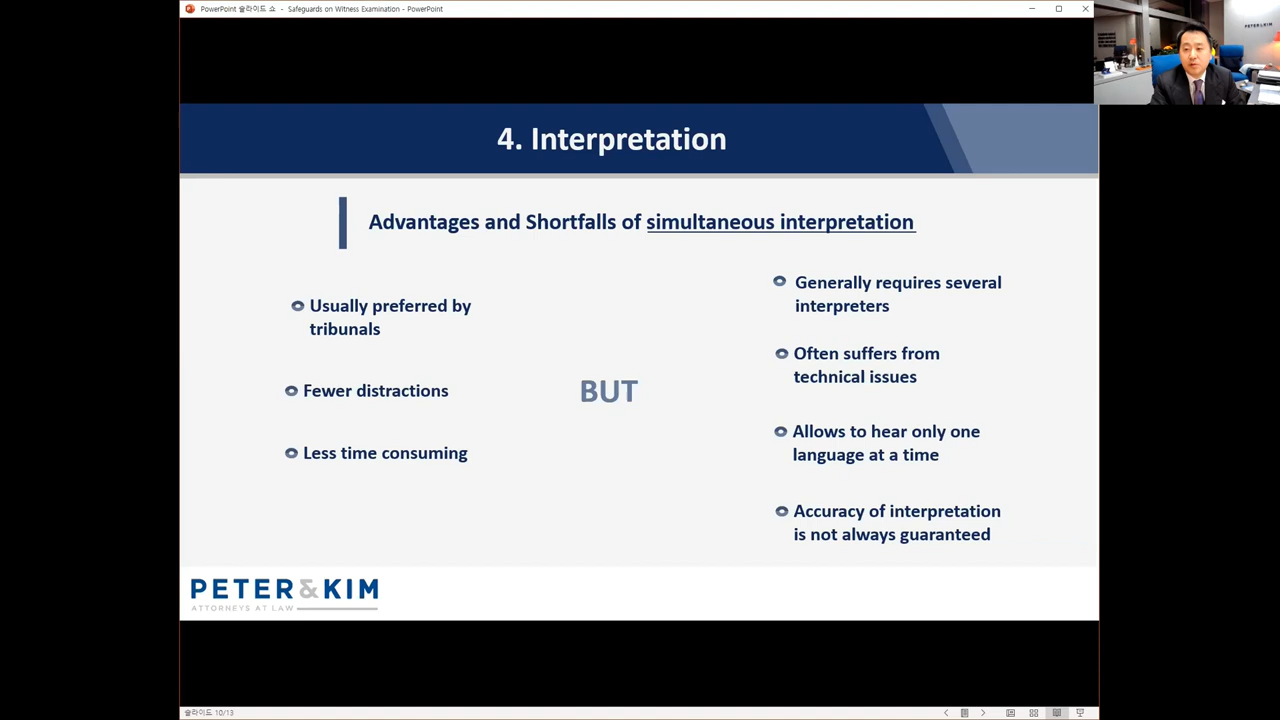 PowerPoint 슬라이드 쇼 - Safeguards on Witness Examination - PowerPoint
PETER & KIM
4. Interpretation
Advantages and Shortfalls of simultaneous interpretation
Usually preferred by
tribunals
Fewer distractions
Less time consuming
BUT
Generally requires several
interpreters
Often suffers from
technical issues
Allows to hear only one
language at a time
Accuracy of interpretation
is not always guaranteed
PETER & KIM
ATTORNEYS AT LAW
슬라이드 10/13